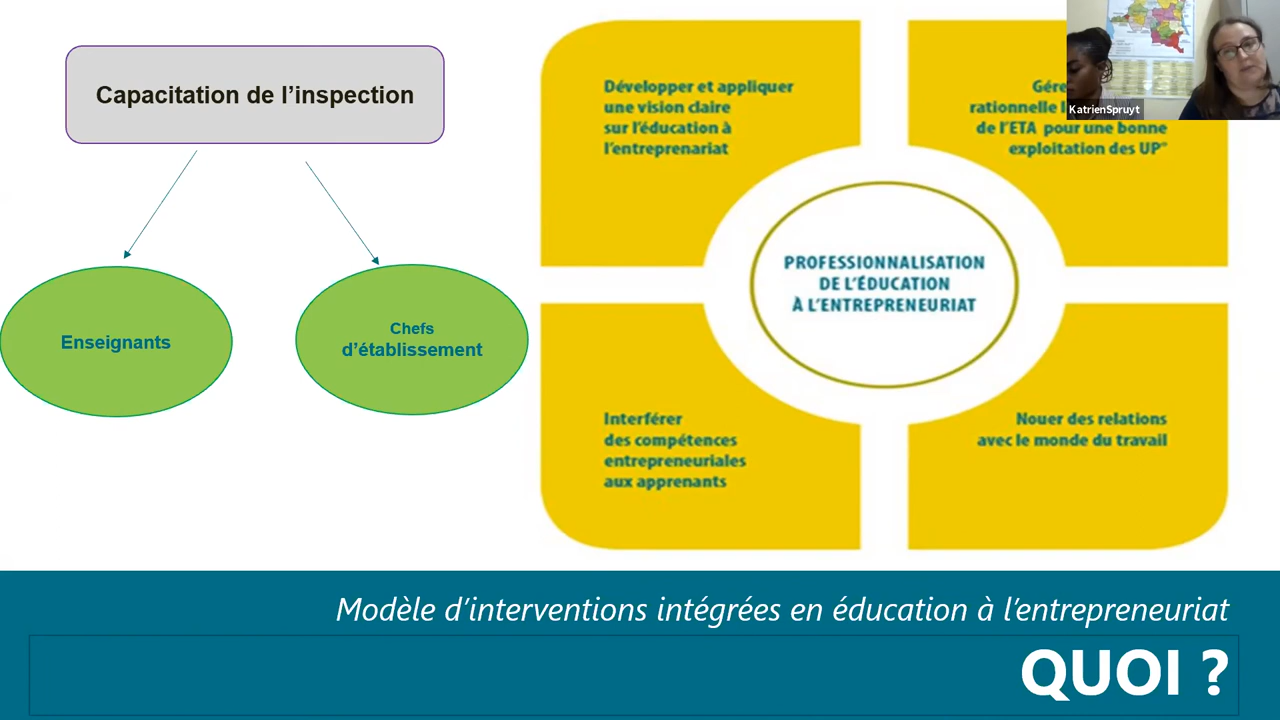 Capacitation de l’inspection
Enseignants
Chefs
d’établissement
Développer et appliquer
une vision claire
sur l’éducation à
l’entreprenariat
rationnelle
de l’ETA pour une bonne
exploitation des UP"
PROFESSIONNALISATION
DE L’ÉDUCATION
À L’ENTREPRENEURIAT
Interférer
des compétences
entrepreneuriales
aux apprenants
Nouer des relations
avec le monde du travail
KatrienSpruyt
Modèle d’interventions intégrées en éducation à l’entrepreneuriat
QUOI ?